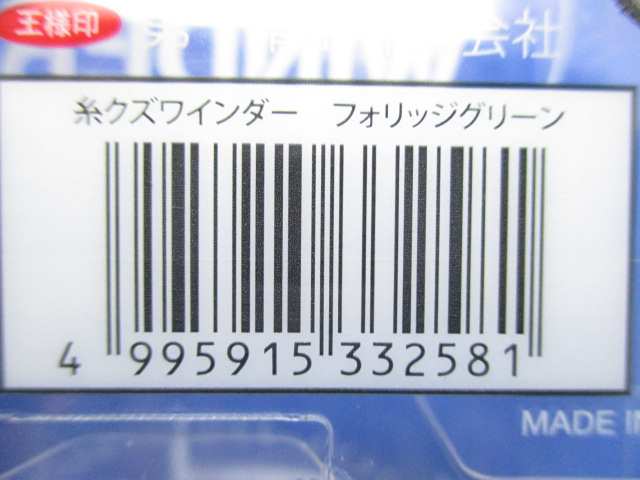 王様印
会社
糸クズワインダー　フォリッジグリーン
4 995915 332581
MADE IN